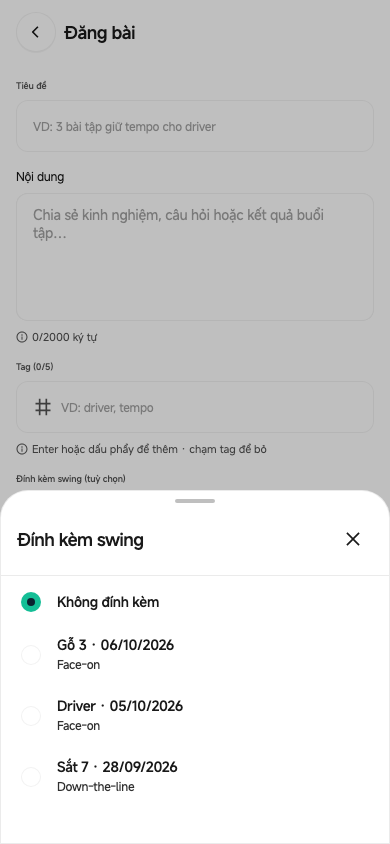 Đăng bài
Tiêu đề
VD: 3 bài tập giữ tempo cho driver
Nội dung
Chia sẻ kinh nghiệm, câu hỏi hoặc kết quả buổi
tập...
0/2000 ký tự
Tag (0/5)
VD: driver, tempo
Enter hoặc dấu phẩy để thêm · chạm tag để bỏ
Đính kèm swing (tuỳ chọn)
Đính kèm swing
Không đính kèm
Gỗ 3 · 06/10/2026
Face-on
Driver · 05/10/2026
Face-on
Sắt 7 · 28/09/2026
Down-the-line